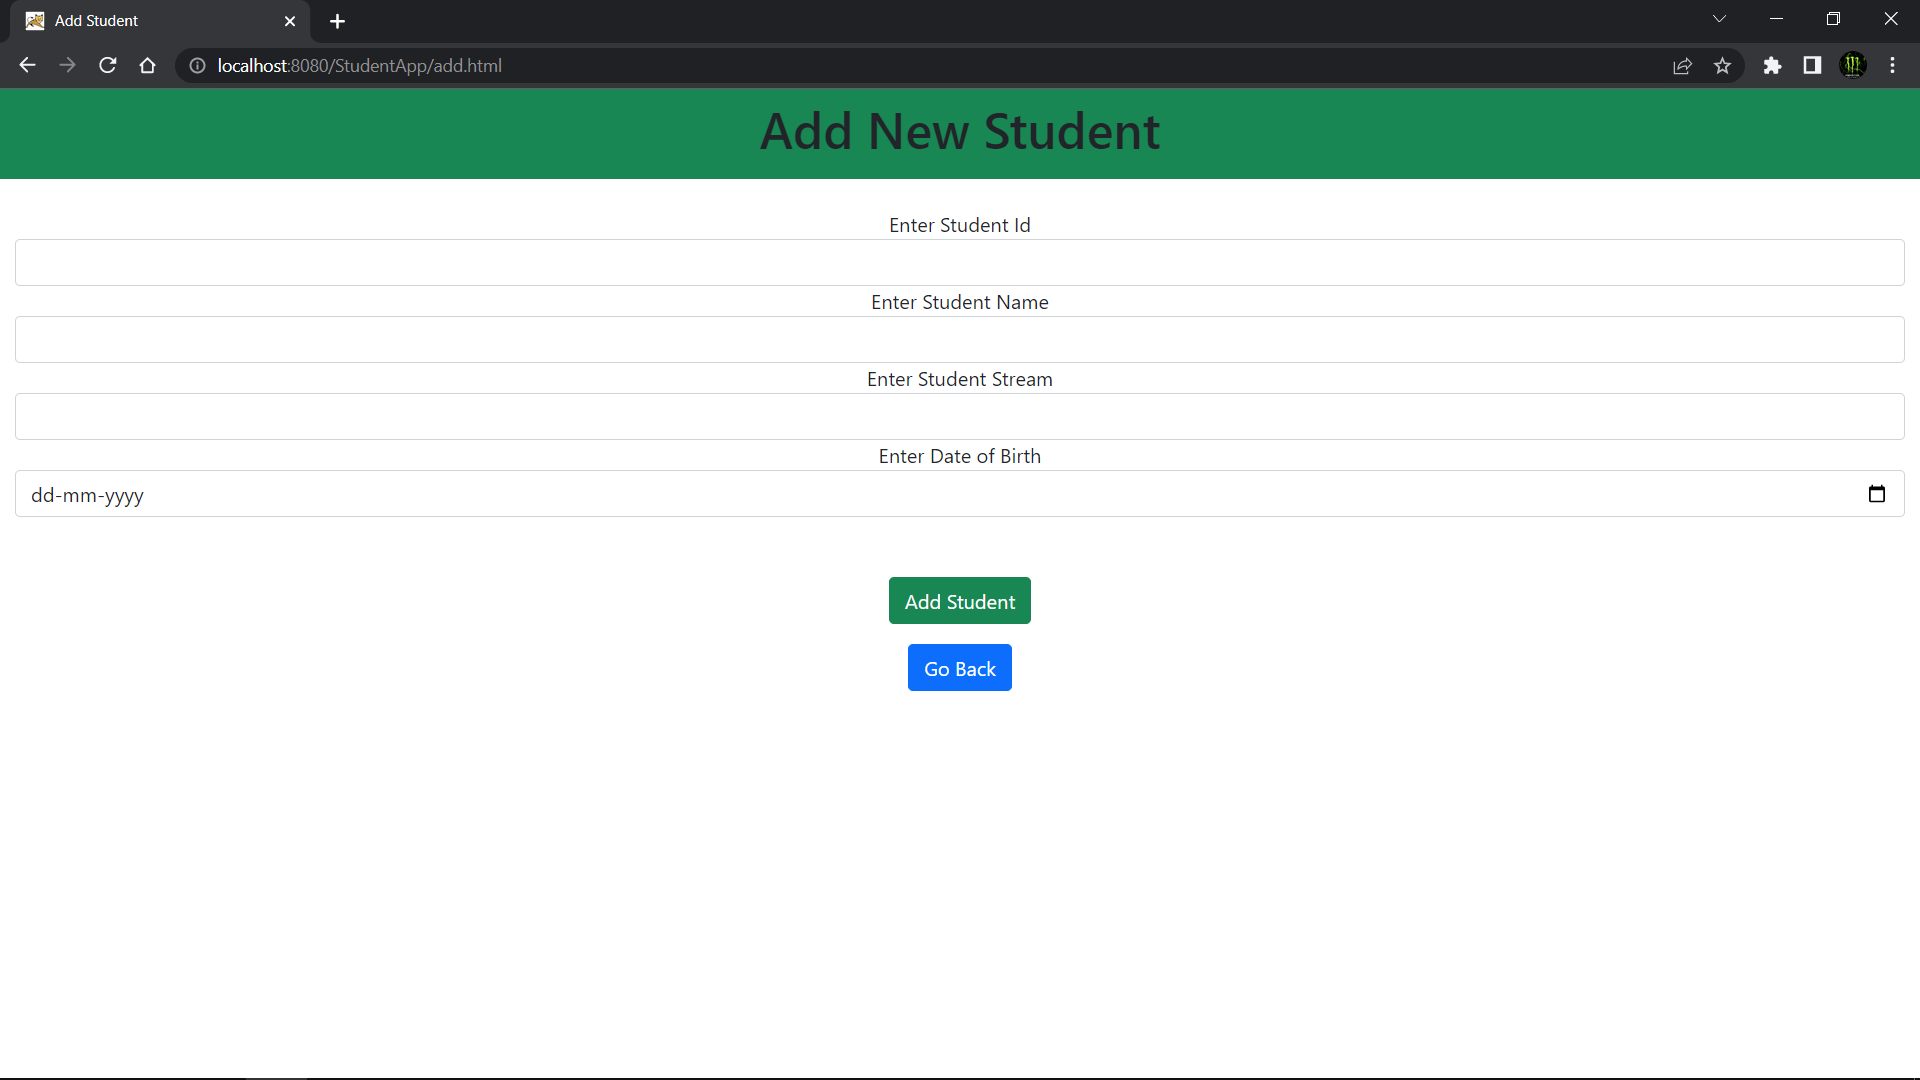 Add Student
localhost:8080/StudentApp/add.html
Add New Student
Enter Student Id
Enter Student Name
Enter Student Stream
Enter Date of Birth
dd-mm-yyyy
Add Student
Go Back